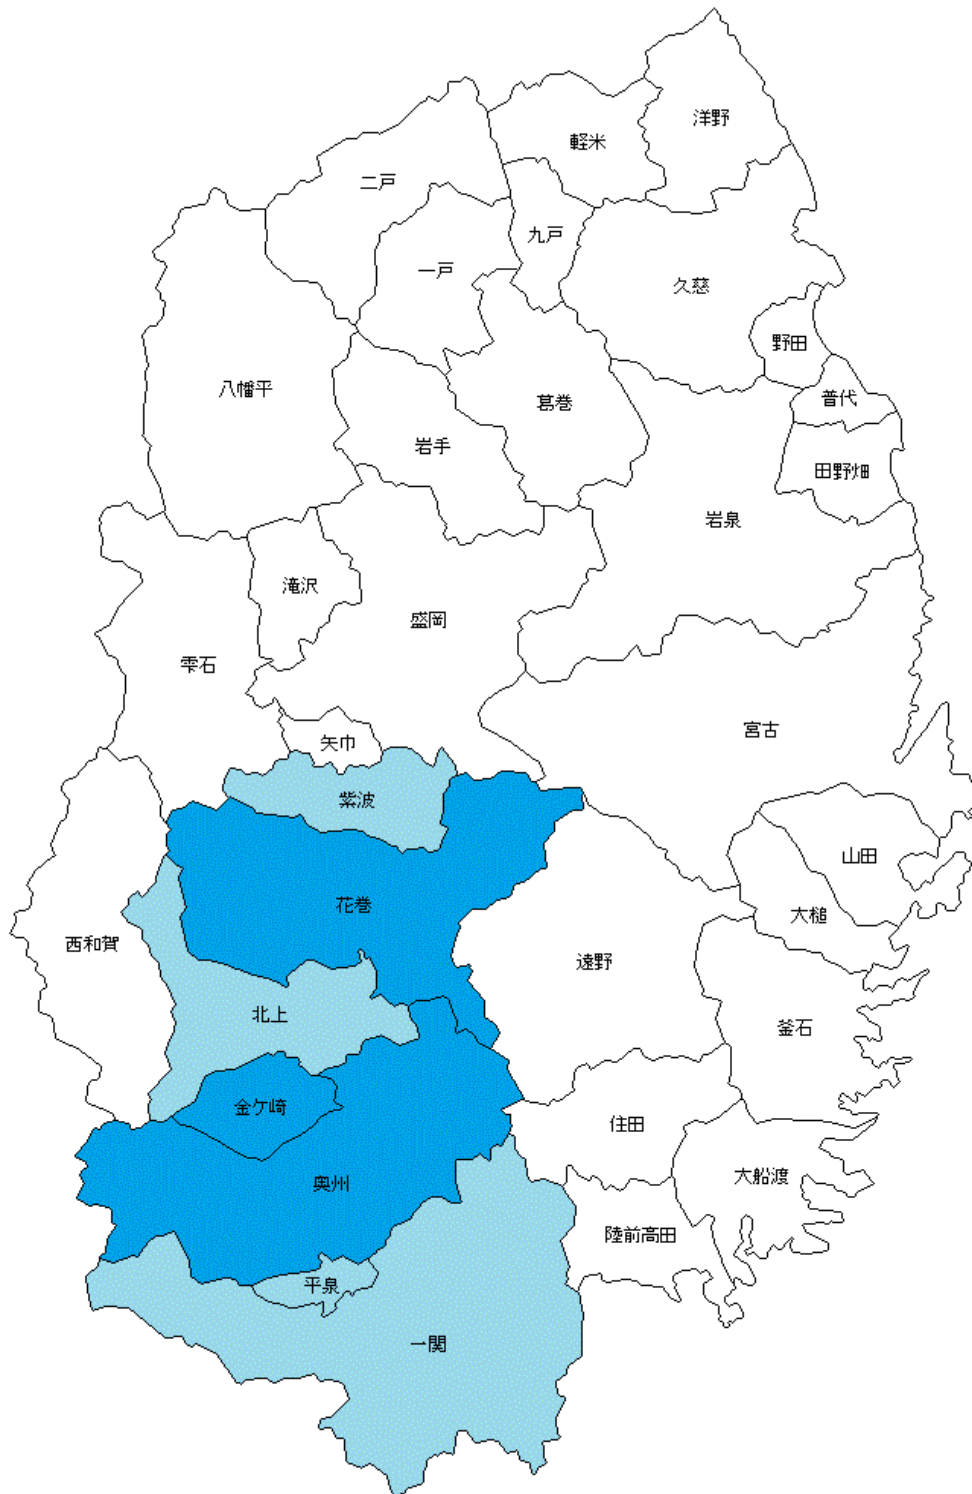 洋野
軽米
二戸
九戸
一戸
久慈
野田
八幡平
普代
葛巻
岩手
田野畑
岩泉
滝沢
盛岡
雫石
宮古
矢巾
紫波
山田
花巻
大槌
西和賀
遠野
北上
釜石
金ケ崎
住田
大船渡
奥州
陸前高田
平泉
一関